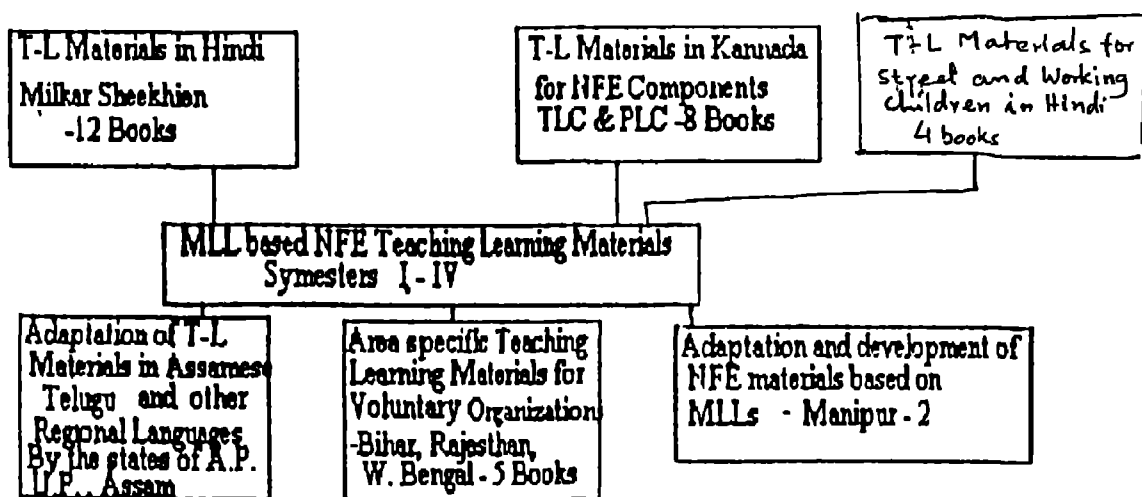 T-L Materials in Hindi
Milkar Sheekhien
-12 Books
T-L Materials in Kannada
for NFE Components
TLC & PLC -8 Books
T-L Materials for
street and Working
children in Hindi
4 books
MLL based NFE Teaching Learning Materials
Symesters I - IV
Adaptation of T-L
Materials in Assamese
Telugu and other
Regional Languages
By the states of A.P.
U.P., Assam
Area specific Teaching
Learning Materials for
Voluntary Organization
-Bihar, Rajasthan,
W. Bengal - 5 Books
Adaptation and development of
NFE materials based on
MLLs - Manipur - 2